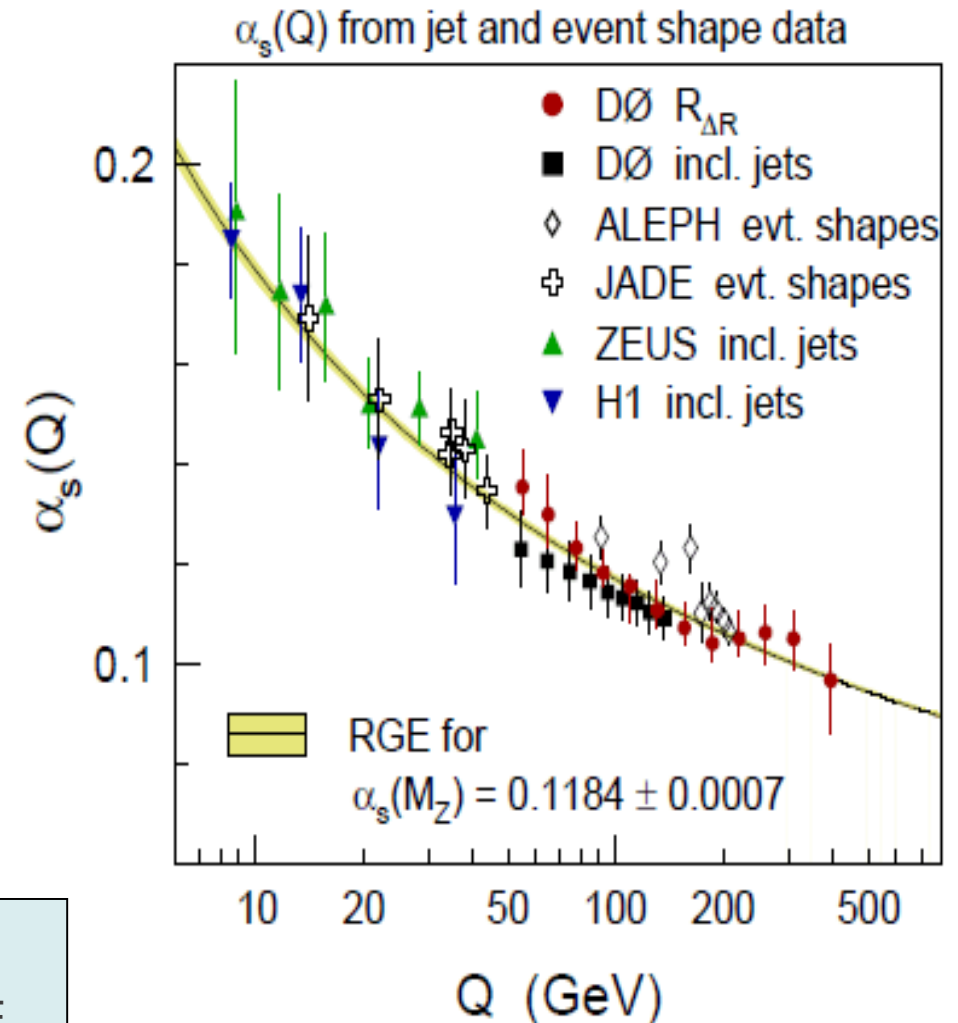 αs(Q) from jet and event shape data
DØ RΔR
DØ incl. jets
ALEPH evt. shapes
JADE evt. shapes
ZEUS incl. jets
H1 incl. jets
0.2
αs(Q)
0.1
RGE for
αs(MZ) = 0.1184 ± 0.0007
10 20 50 100 200 500
Q (GeV)